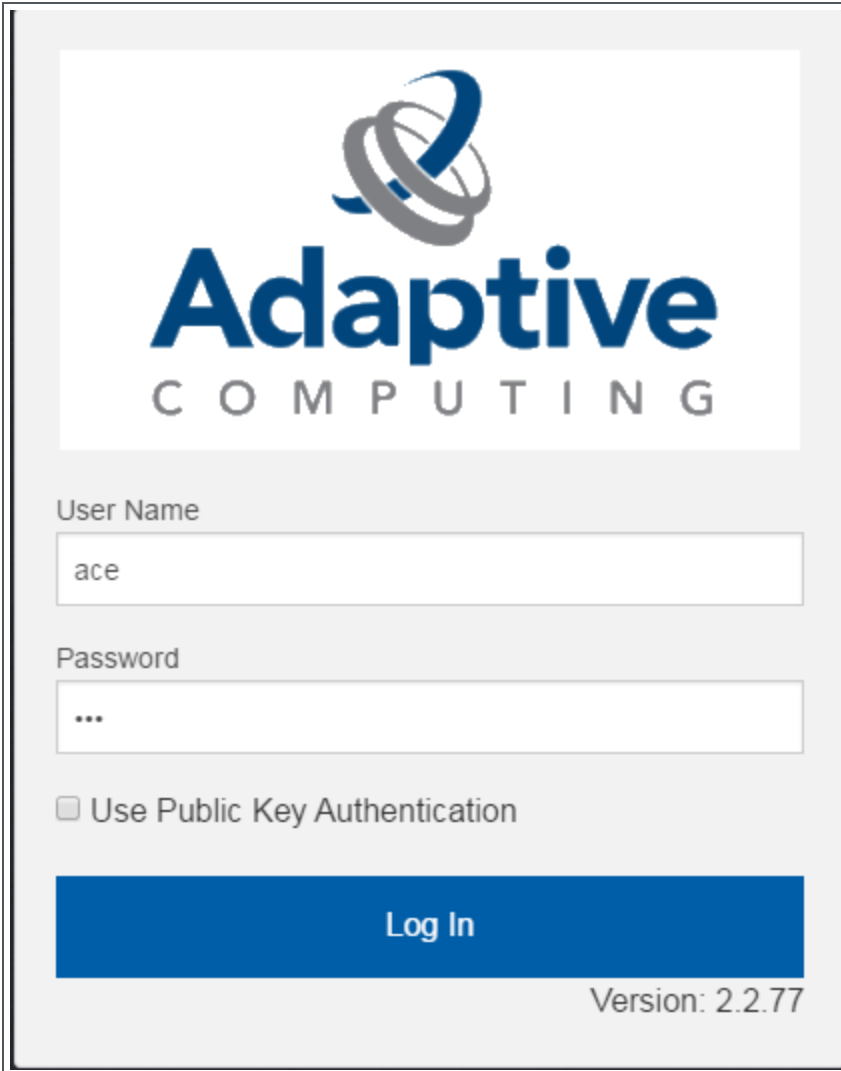 Adaptive
COMPUTING
User Name
ace
Password
•••
Use Public Key Authentication
Log In
Version: 2.2.77